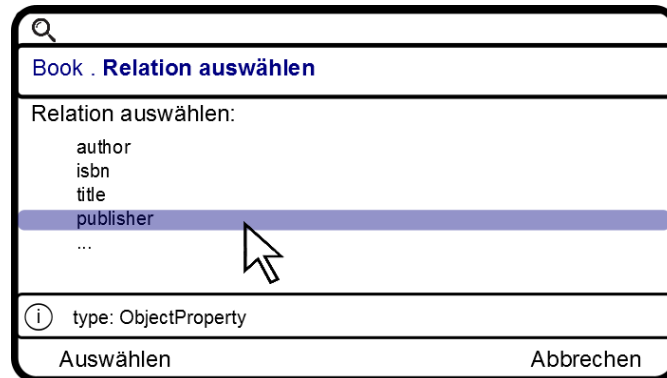 Book . Relation auswählen
Relation auswählen:
author
isbn
title
publisher
...
i type: ObjectProperty
Auswählen Abbrechen